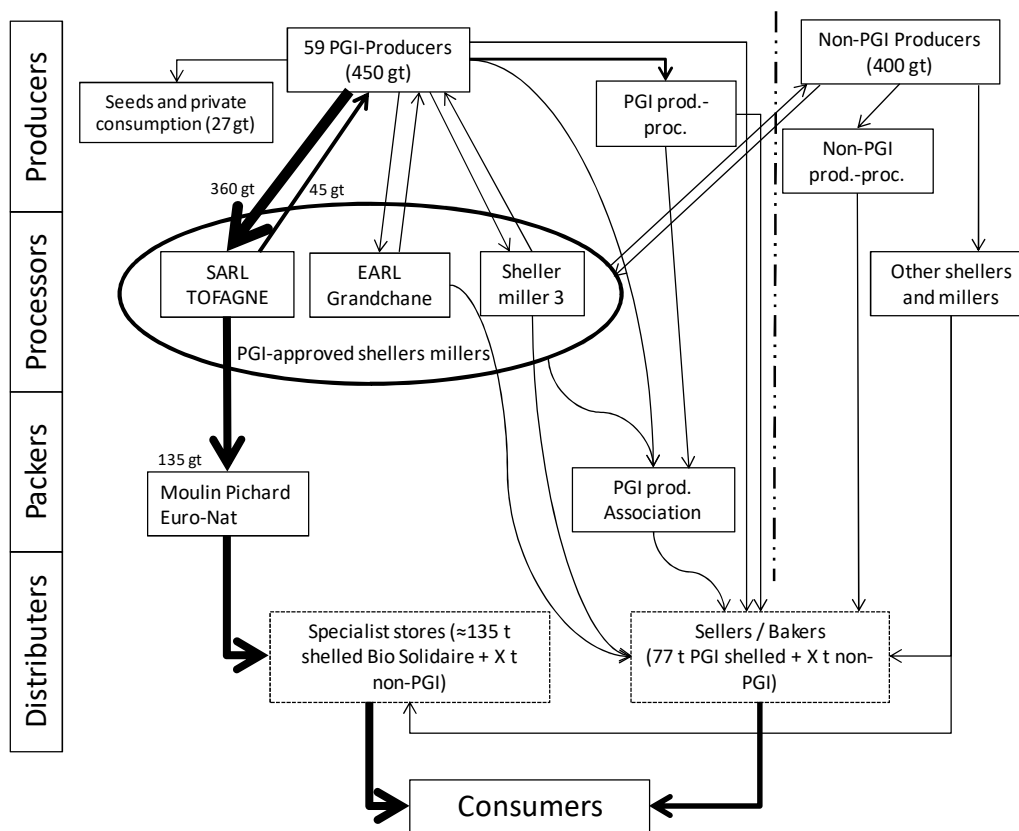 Producers
59 PGI-Producers
(450 gt)
Non-PGI Producers
(400 gt)
Seeds and private
consumption (27 gt)
PGI prod.-
proc.
Non-PGI
prod.-proc.
360 gt
45 gt
Processors
SARL
TOFAGNE
EARL
Grandchane
Sheller
miller 3
Other shellers
and millers
PGI-approved shellers millers
Packers
135 gt
Moulin Pichard
Euro-Nat
PGI prod.
Association
Distributers
Specialist stores (≈135 t
shelled Bio Solidaire + X t
non-PGI)
Sellers / Bakers
(77 t PGI shelled + X t non-
PGI)
Consumers